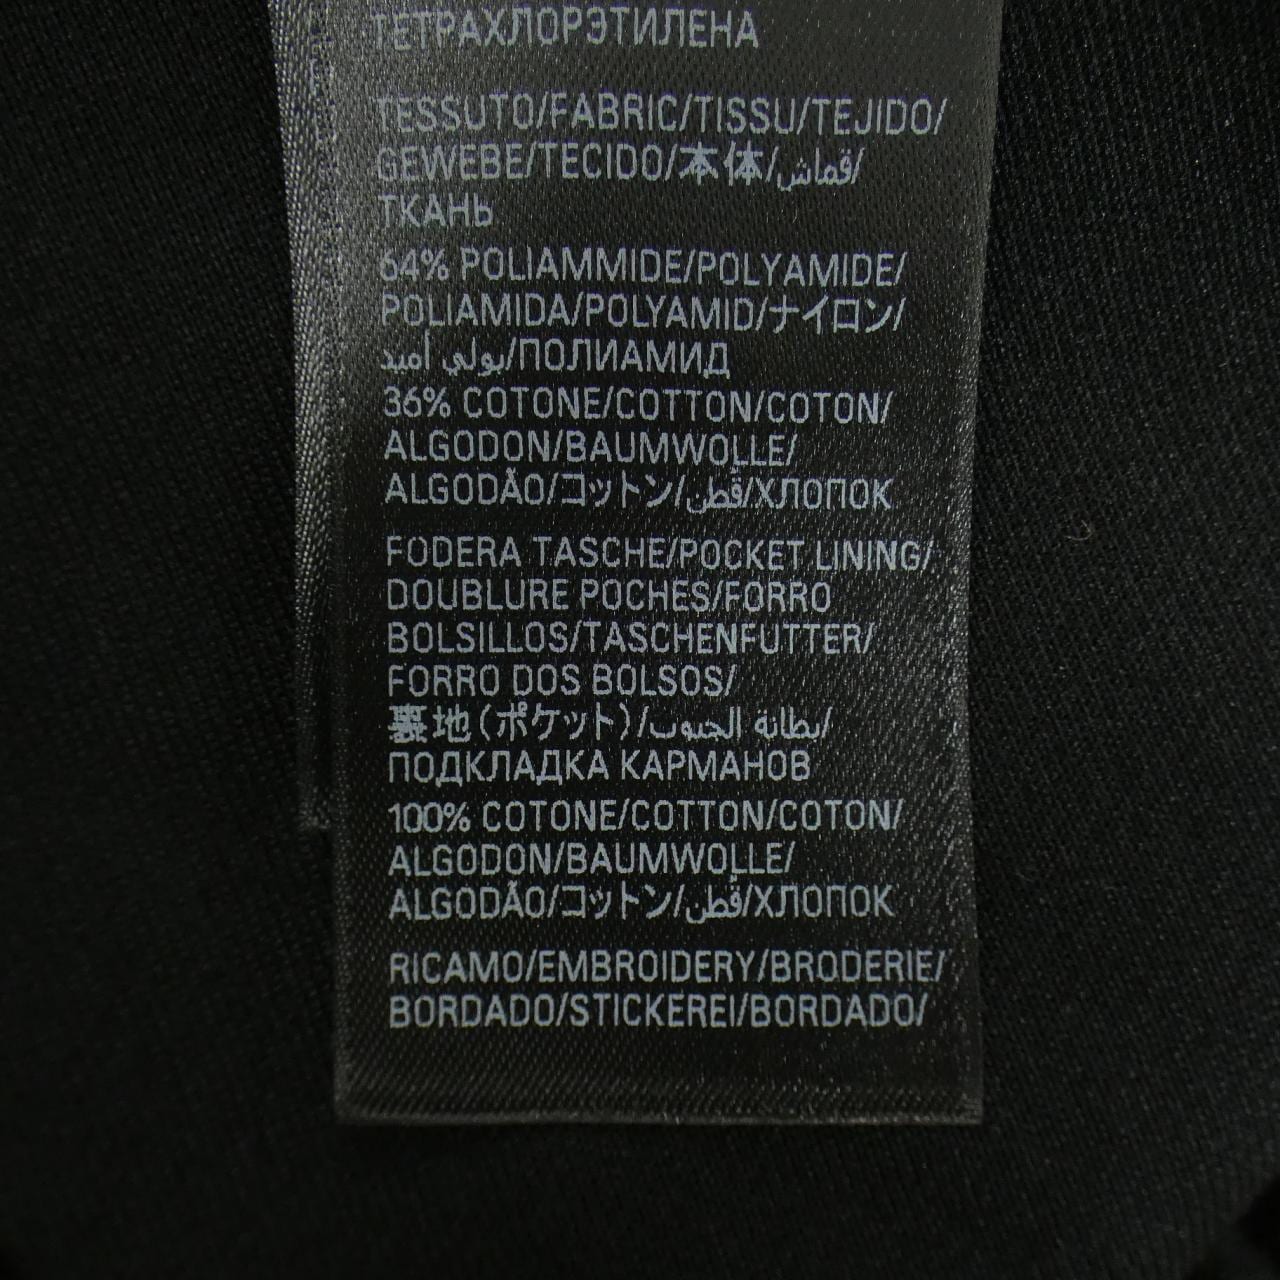 ТЕТРАХЛОРЭТИЛЕНА
TESSUTO/FABRIC/TISSU/TEJIDO/
GEWEBE/TECIDO/本体/قماش/
ТКАНЬ
64% POLIAMMIDE/POLYAMIDE/
POLIAMIDA/POLYAMID/ナイロン/
بولي أميد/ПОЛИАМИД
36% COTONE/COTTON/COTON/
ALGODON/BAUMWOLLE/
ALGODÃO/コットン/قُطن/ХЛОПОК
FODERA TASCHE/POCKET LINING/
DOUBLURE POCHES/FORRO
BOLSILLOS/TASCHENFUTTER/
FORRO DOS BOLSOS/
裏地(ポケット)/بطانة الجيوب/
ПОДКЛАДКА КАРМАНОВ
100% COTONE/COTTON/COTON/
ALGODON/BAUMWOLLE/
ALGODÃO/コットン/قُطن/ХЛОПОК
RICAMO/EMBROIDERY/BRODERIE/
BORDADO/STICKEREI/BORDADO/